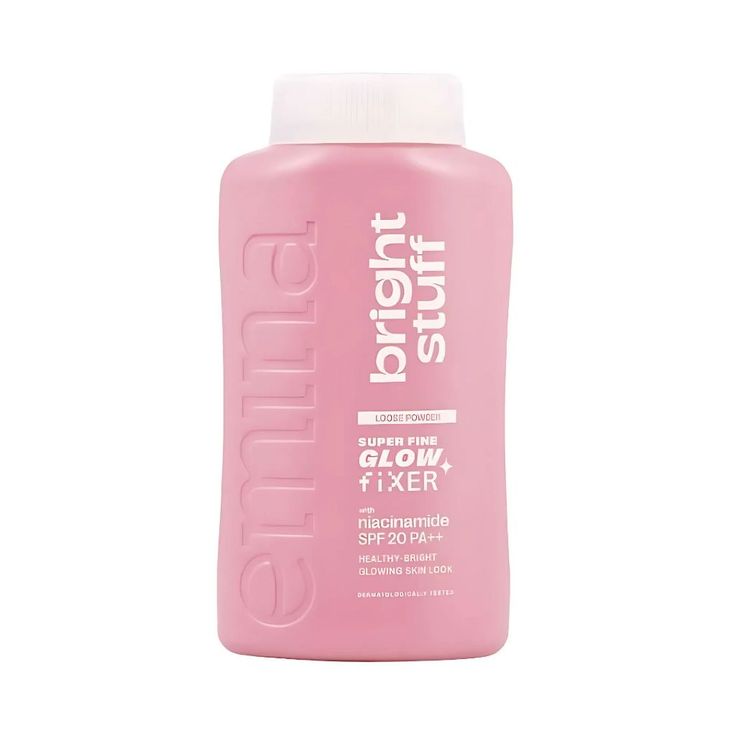 emina
bright
stuff
LOOSE POWDER
SUPER FINE
GLOW
fiXER
with
niacinamide
SPF 20 PA++
HEALTHY-BRIGHT
GLOWING SKIN LOOK
DERMATOLOGICALLY TESTED